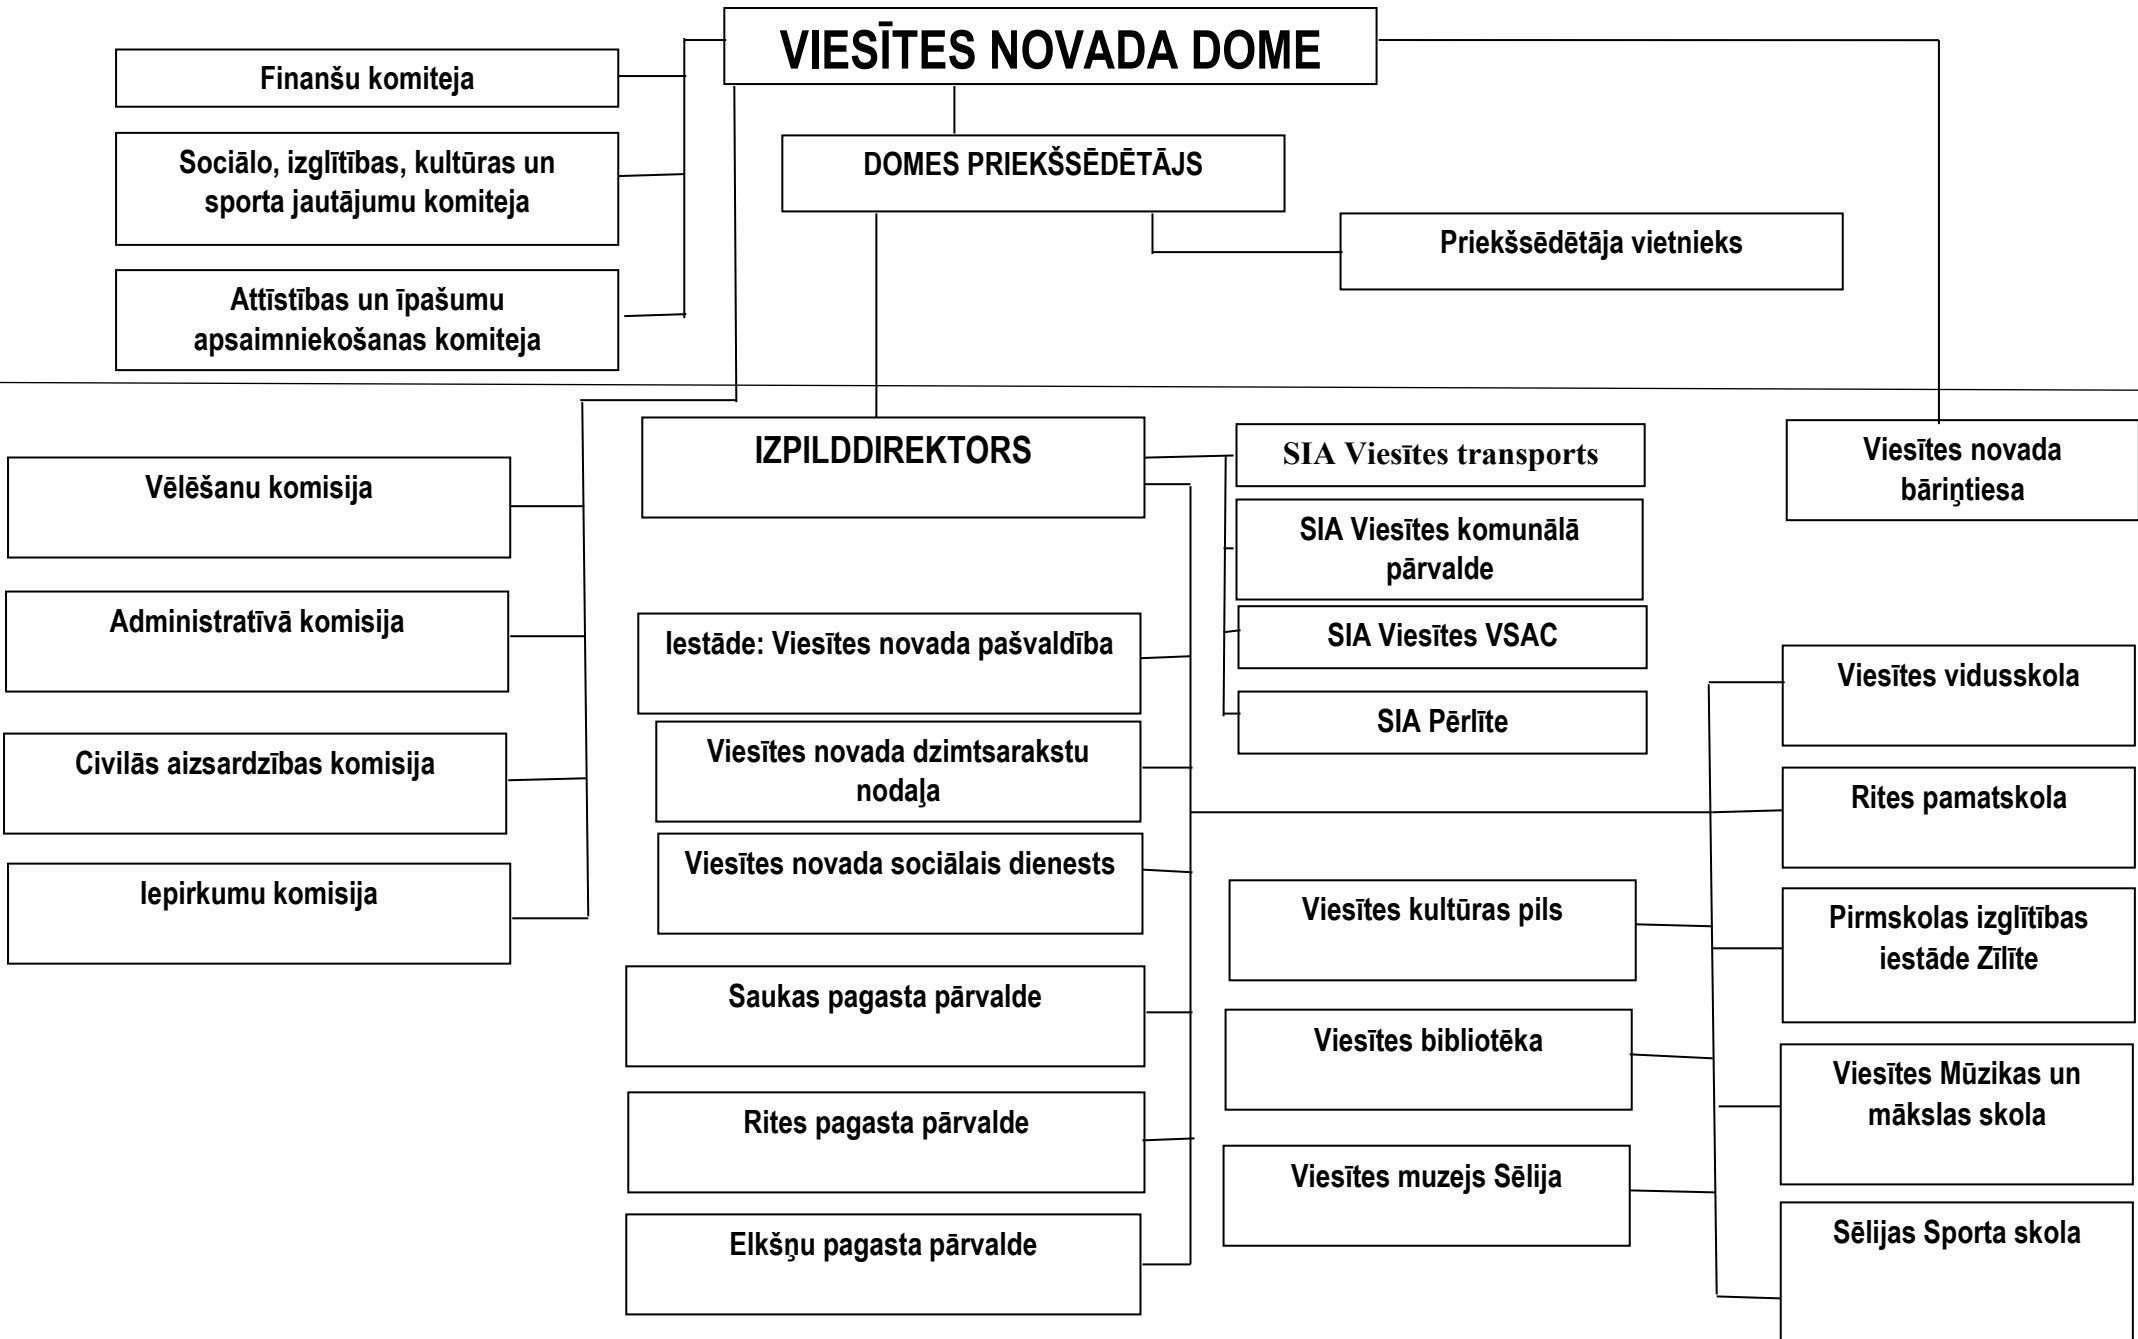 VIESĪTES NOVADA DOME
Finanšu komiteja
Sociālo, izglītības, kultūras un
sporta jautājumu komiteja
Attīstības un īpašumu
apsaimniekošanas komiteja
DOMES PRIEKŠSĒDĒTĀJS
Priekšsēdētāja vietnieks
IZPILDDIREKTORS
Vēlēšanu komisija
Administratīvā komisija
Civilās aizsardzības komisija
Iepirkumu komisija
Iestāde: Viesītes novada pašvaldība
Viesītes novada dzimtsarakstu
nodaļa
Viesītes novada sociālais dienests
Saukas pagasta pārvalde
Rites pagasta pārvalde
Elkšņu pagasta pārvalde
SIA Viesītes transports
SIA Viesītes komunālā
pārvalde
SIA Viesītes VSAC
SIA Pērlīte
Viesītes kultūras pils
Viesītes bibliotēka
Viesītes muzejs Sēlija
Viesītes novada
bāriņtiesa
Viesītes vidusskola
Rites pamatskola
Pirmskolas izglītības
iestāde Zīlīte
Viesītes Mūzikas un
mākslas skola
Sēlijas Sporta skola